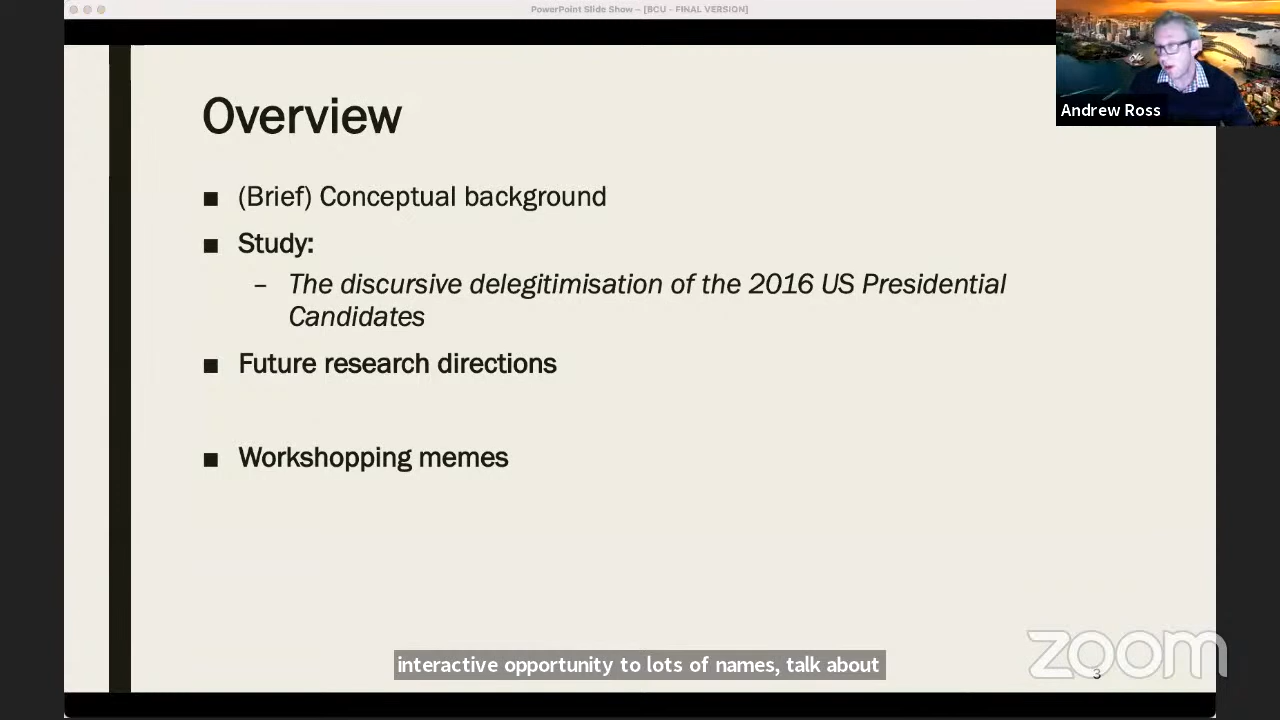 PowerPoint Slide Show – [BCU - FINAL VERSION]
Andrew Ross
Overview
■ (Brief) Conceptual background
■ Study:
– The discursive delegitimisation of the 2016 US Presidential
Candidates
■ Future research directions
■ Workshopping memes
interactive opportunity to lots of names, talk about
zoom
3